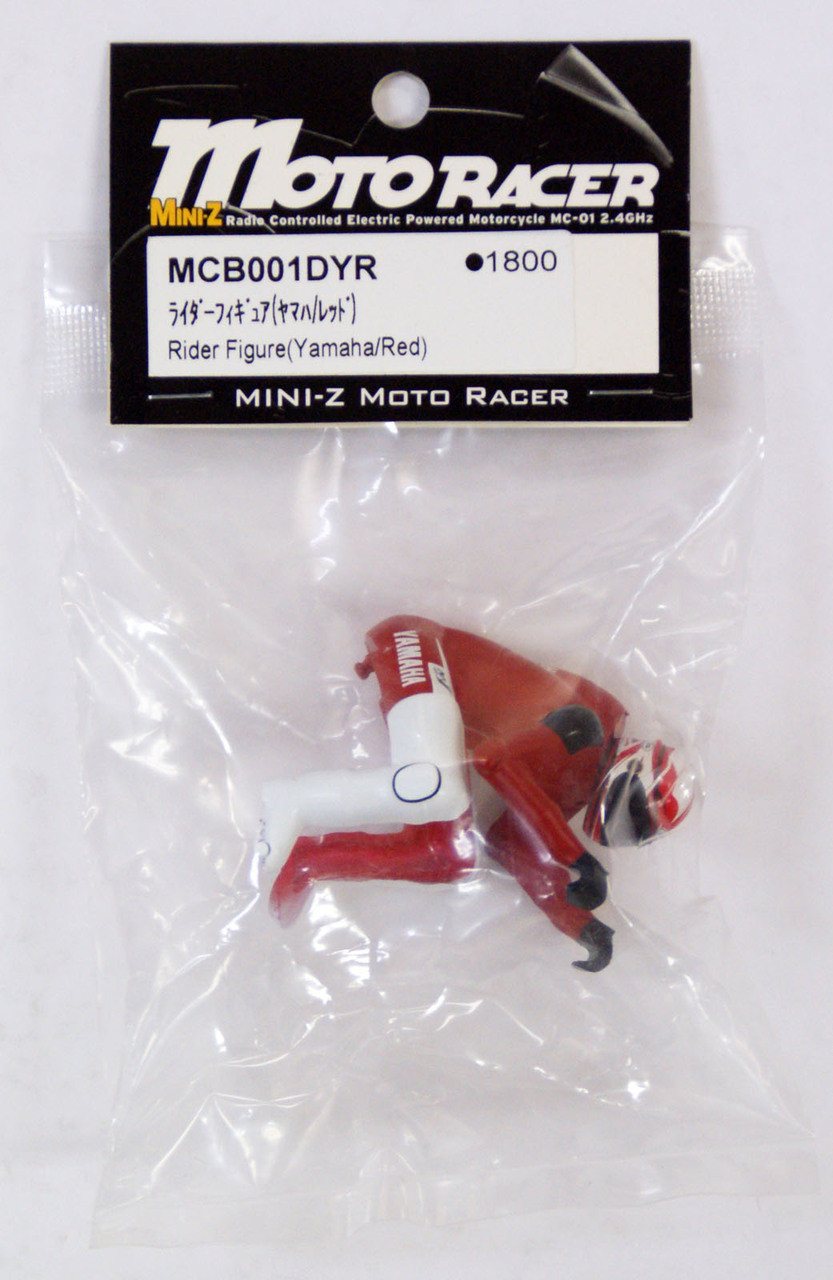 MOTO RACER
MINI-Z Radio Controlled Electric Powered Motorcycle MC-01 2.4GHz
MCB001DYR ●1800
ﾗｲﾀﾞｰﾌｨｷﾞｭｱ(ﾔﾏﾊ/ﾚｯﾄﾞ)
Rider Figure(Yamaha/Red)
MINI-Z MOTO RACER
YAMAHA